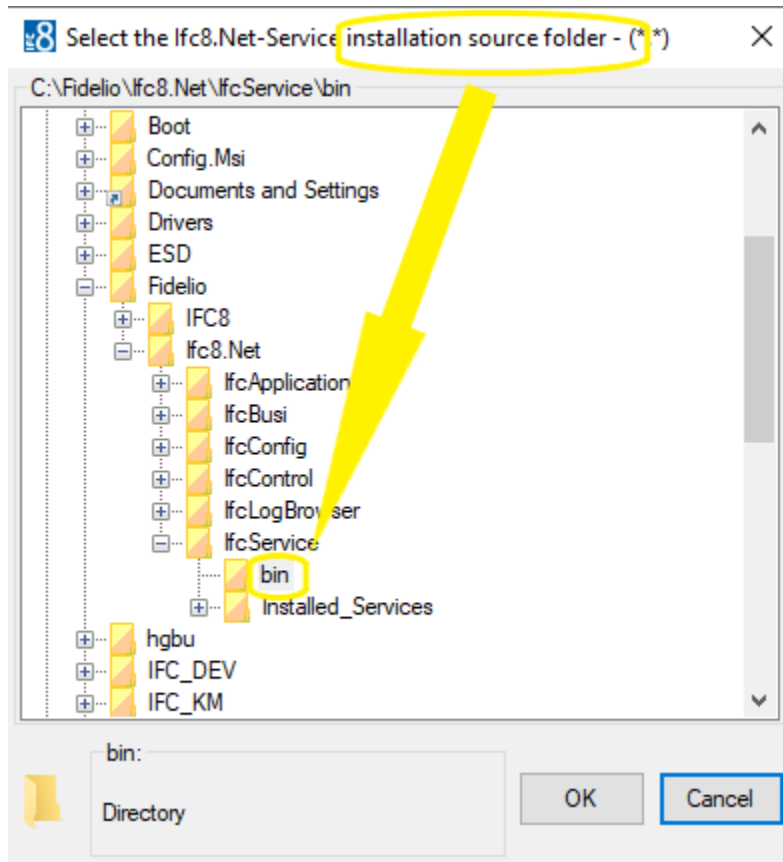 IFC8 Select the Ifc8.Net-Service installation source folder - (*.*)
C:\Fidelio\Ifc8.Net\IfcService\bin
Boot
Config.Msi
Documents and Settings
Drivers
ESD
Fidelio
IFC8
Ifc8.Net
IfcApplication
IfcBusi
IfcConfig
IfcControl
IfcLogBrowser
IfcService
bin
Installed_Services
hgbu
IFC_DEV
IFC_KM
bin:
Directory
OK
Cancel